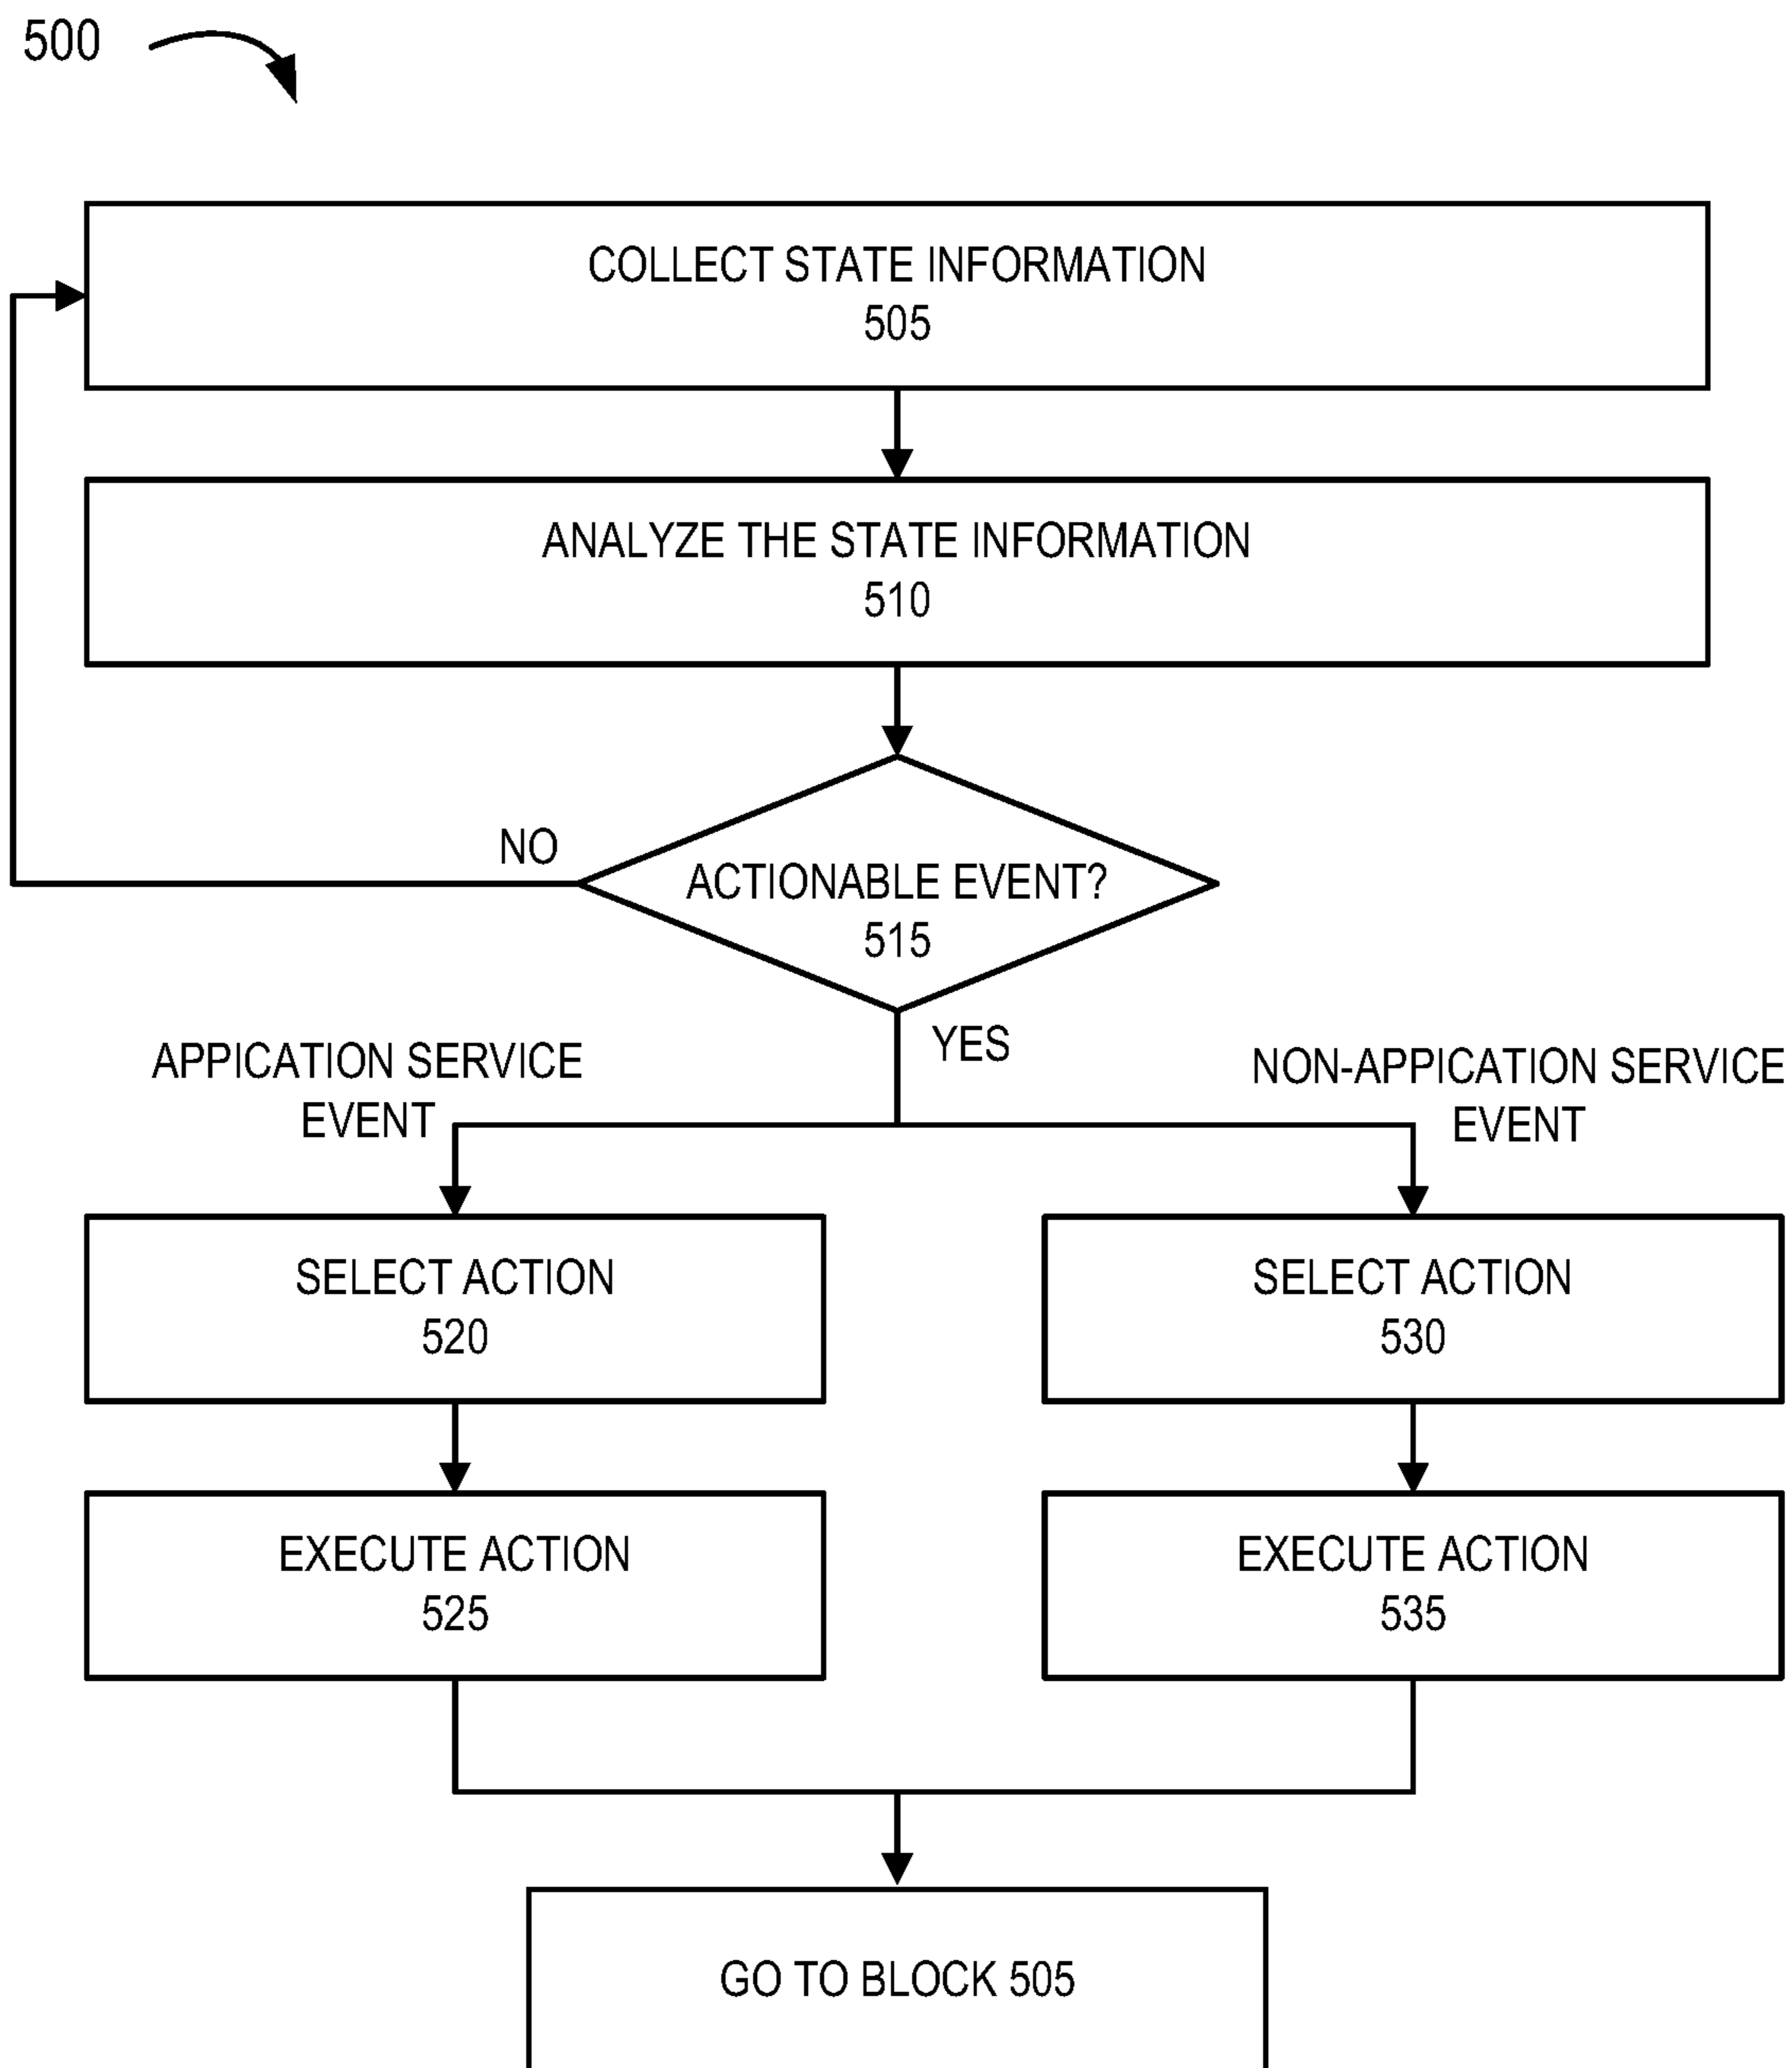 500
COLLECT STATE INFORMATION
505
ANALYZE THE STATE INFORMATION
510
NO
ACTIONABLE EVENT?
515
YES
APPICATION SERVICE
EVENT
NON-APPICATION SERVICE
EVENT
SELECT ACTION
520
SELECT ACTION
530
EXECUTE ACTION
525
EXECUTE ACTION
535
GO TO BLOCK 505